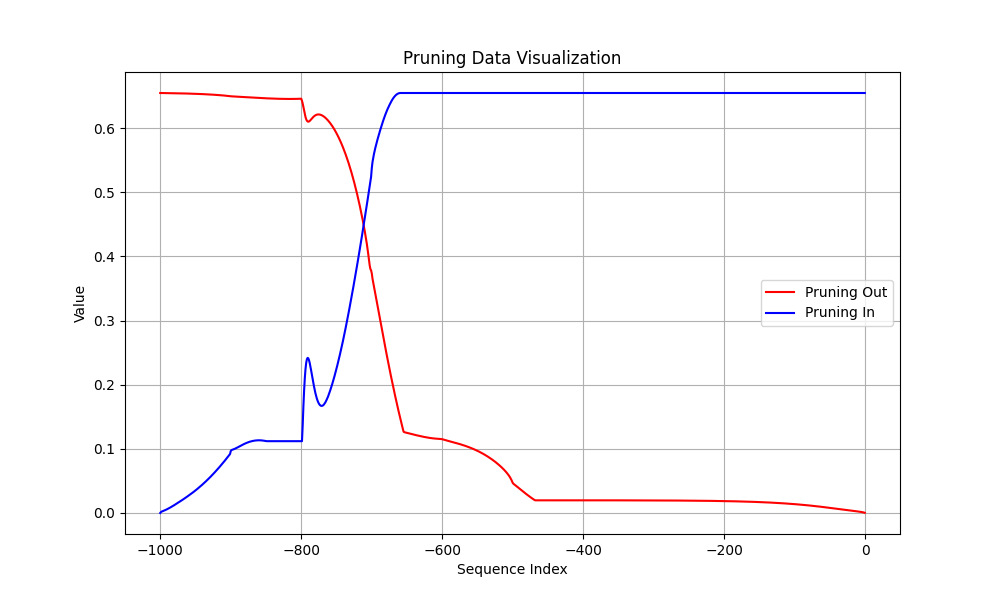 Pruning Data Visualization
0.6
0.5
0.4
0.3
0.2
0.1
0.0
Value
Pruning Out
Pruning In
−1000 −800 −600 −400 −200 0
Sequence Index